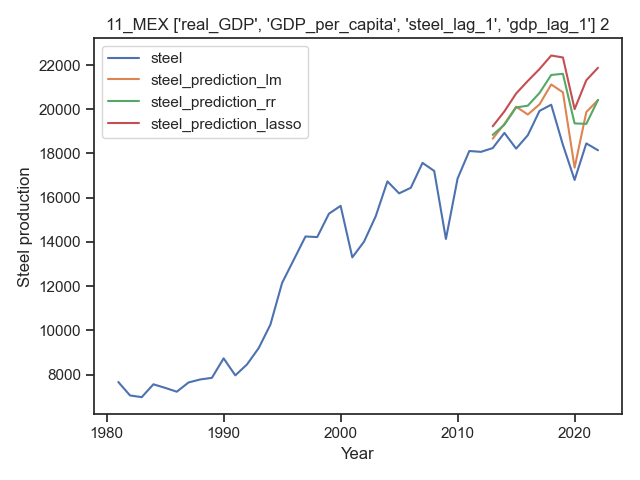 11_MEX ['real_GDP', 'GDP_per_capita', 'steel_lag_1', 'gdp_lag_1'] 2
steel
steel_prediction_lm
steel_prediction_rr
steel_prediction_lasso
Steel production
22000
20000
18000
16000
14000
12000
10000
8000
1980 1990 2000 2010 2020
Year